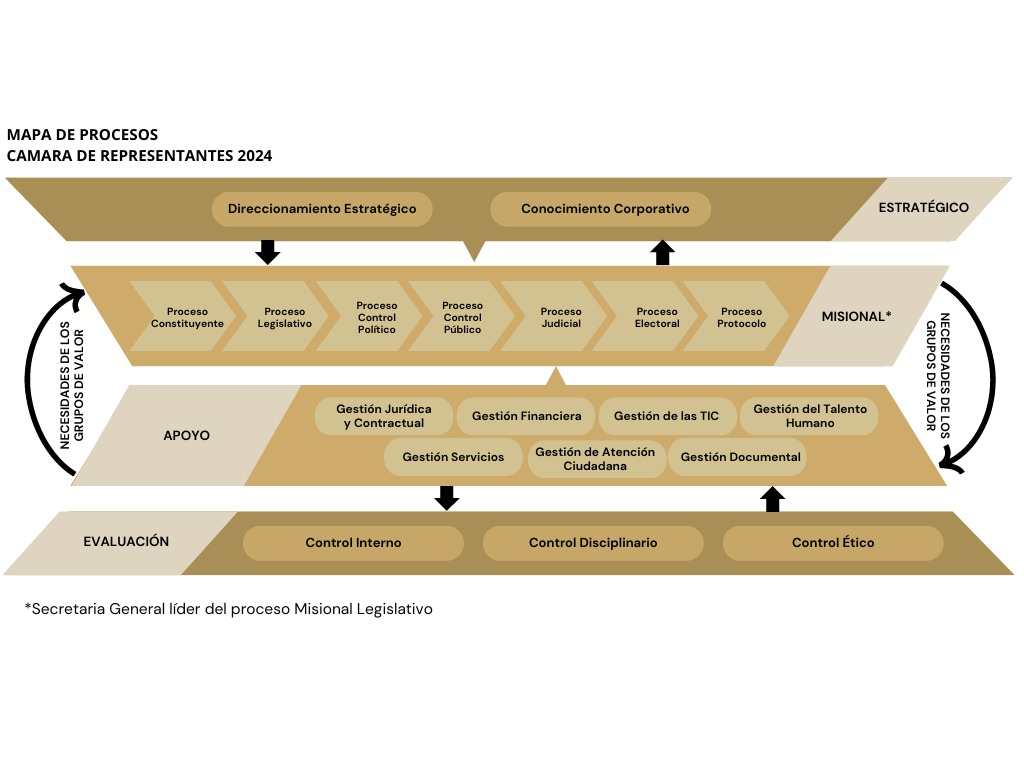 MAPA DE PROCESOS
CAMARA DE REPRESENTANTES 2024
Direccionamiento Estratégico
Conocimiento Corporativo
ESTRATÉGICO
Proceso
Constituyente
Proceso
Legislativo
Proceso
Control
Político
Proceso
Control
Público
Proceso
Judicial
Proceso
Electoral
Proceso
Protocolo
MISIONAL*
NECESIDADES DE LOS
GRUPOS DE VALOR
NECESIDADES DE LOS
GRUPOS DE VALOR
APOYO
Gestión Jurídica
y Contractual
Gestión Financiera
Gestión de las TIC
Gestión del Talento
Humano
Gestión Servicios
Gestión de Atención
Ciudadana
Gestión Documental
EVALUACIÓN
Control Interno
Control Disciplinario
Control Ético
*Secretaria General líder del proceso Misional Legislativo